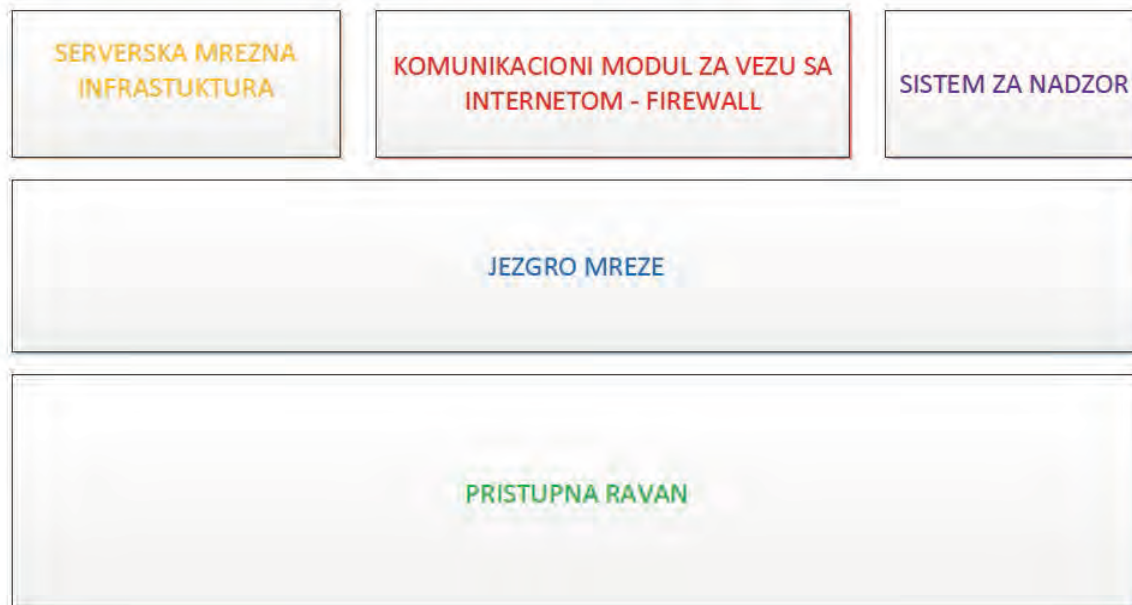 SERVERSKA MREZNA
INFRASTUKTURA
KOMUNIKACIONI MODUL ZA VEZU SA
INTERNETOM - FIREWALL
SISTEM ZA NADZOR
JEZGRO MREZE
PRISTUPNA RAVAN